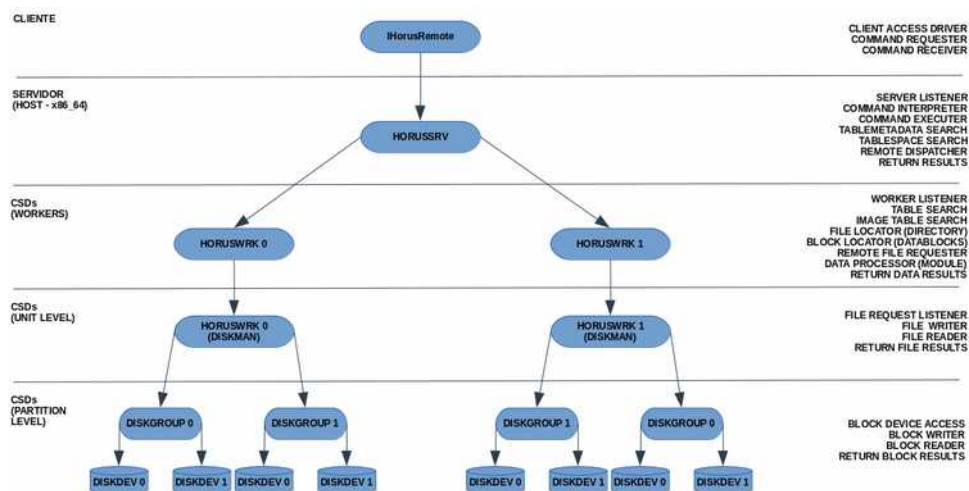 CLIENTE
IHorusRemote
CLIENT ACCESS DRIVER
COMMAND REQUESTER
COMMAND RECEIVER
SERVIDOR
(HOST - x86_64)
HORUSSRV
SERVER LISTENER
COMMAND INTERPRETER
COMMAND EXECUTER
TABLEMETADATA SEARCH
TABLESPACE SEARCH
REMOTE DISPATCHER
RETURN RESULTS
CSDs
(WORKERS)
HORUSWRK 0
HORUSWRK 1
WORKER LISTENER
TABLE SEARCH
IMAGE TABLE SEARCH
FILE LOCATOR (DIRECTORY)
BLOCK LOCATOR (DATABLOCKS)
REMOTE FILE REQUESTER
DATA PROCESSOR (MODULE)
RETURN DATA RESULTS
CSDs
(UNIT LEVEL)
HORUSWRK 0
(DISKMAN)
HORUSWRK 1
(DISKMAN)
FILE REQUEST LISTENER
FILE WRITER
FILE READER
RETURN FILE RESULTS
CSDs
(PARTITION
LEVEL)
DISKGROUP 0
DISKGROUP 1
DISKGROUP 1
DISKGROUP 0
BLOCK DEVICE ACCESS
BLOCK WRITER
BLOCK READER
RETURN BLOCK RESULTS
DISKDEV 0
DISKDEV 1
DISKDEV 0
DISKDEV 1
DISKDEV 0
DISKDEV 1
DISKDEV 0
DISKDEV 1